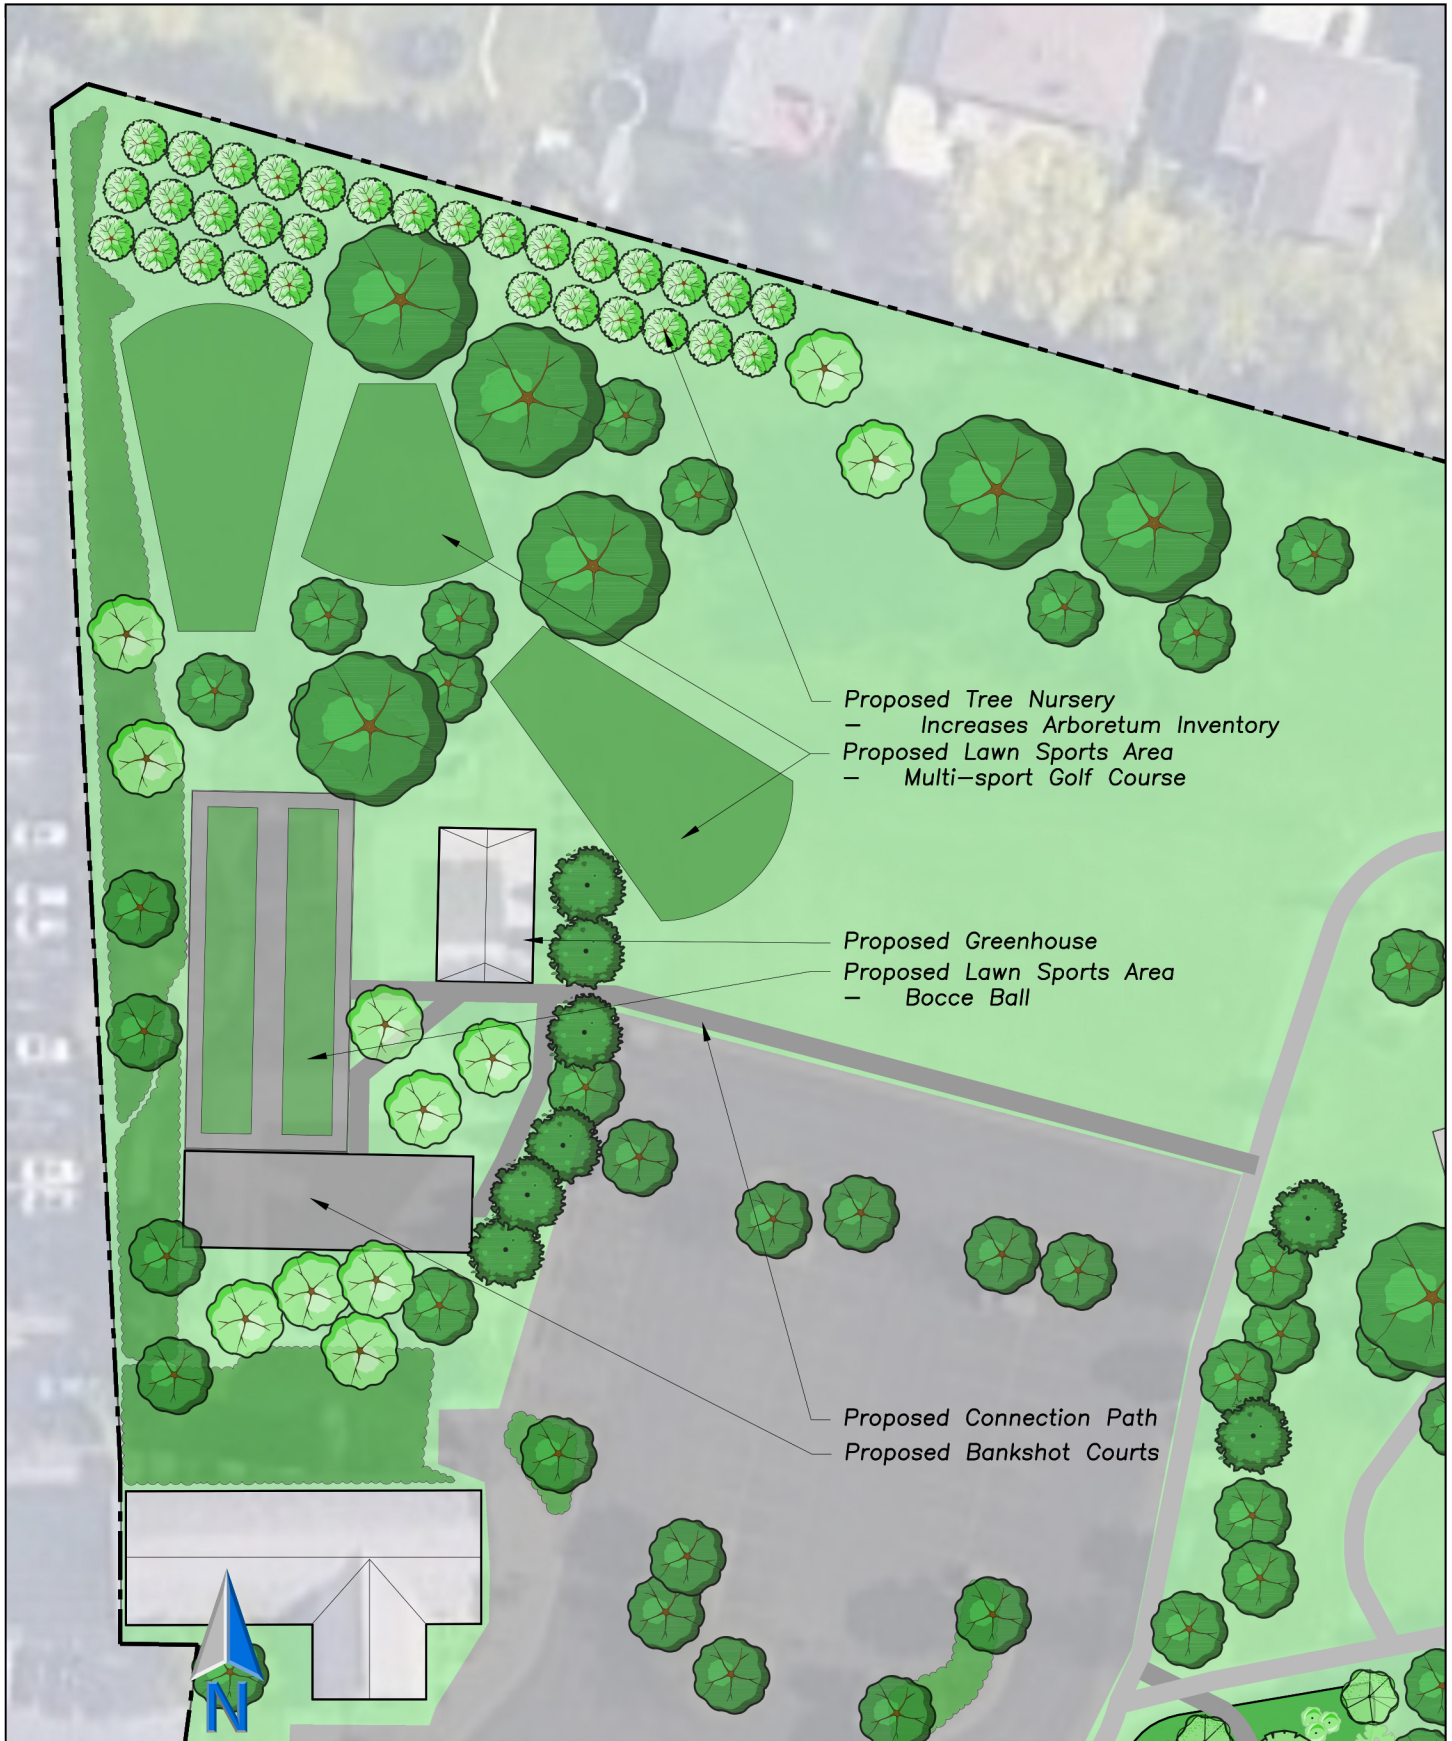 Proposed Tree Nursery
– Increases Arboretum Inventory
Proposed Lawn Sports Area
– Multi-sport Golf Course
Proposed Greenhouse
Proposed Lawn Sports Area
– Bocce Ball
Proposed Connection Path
Proposed Bankshot Courts
N